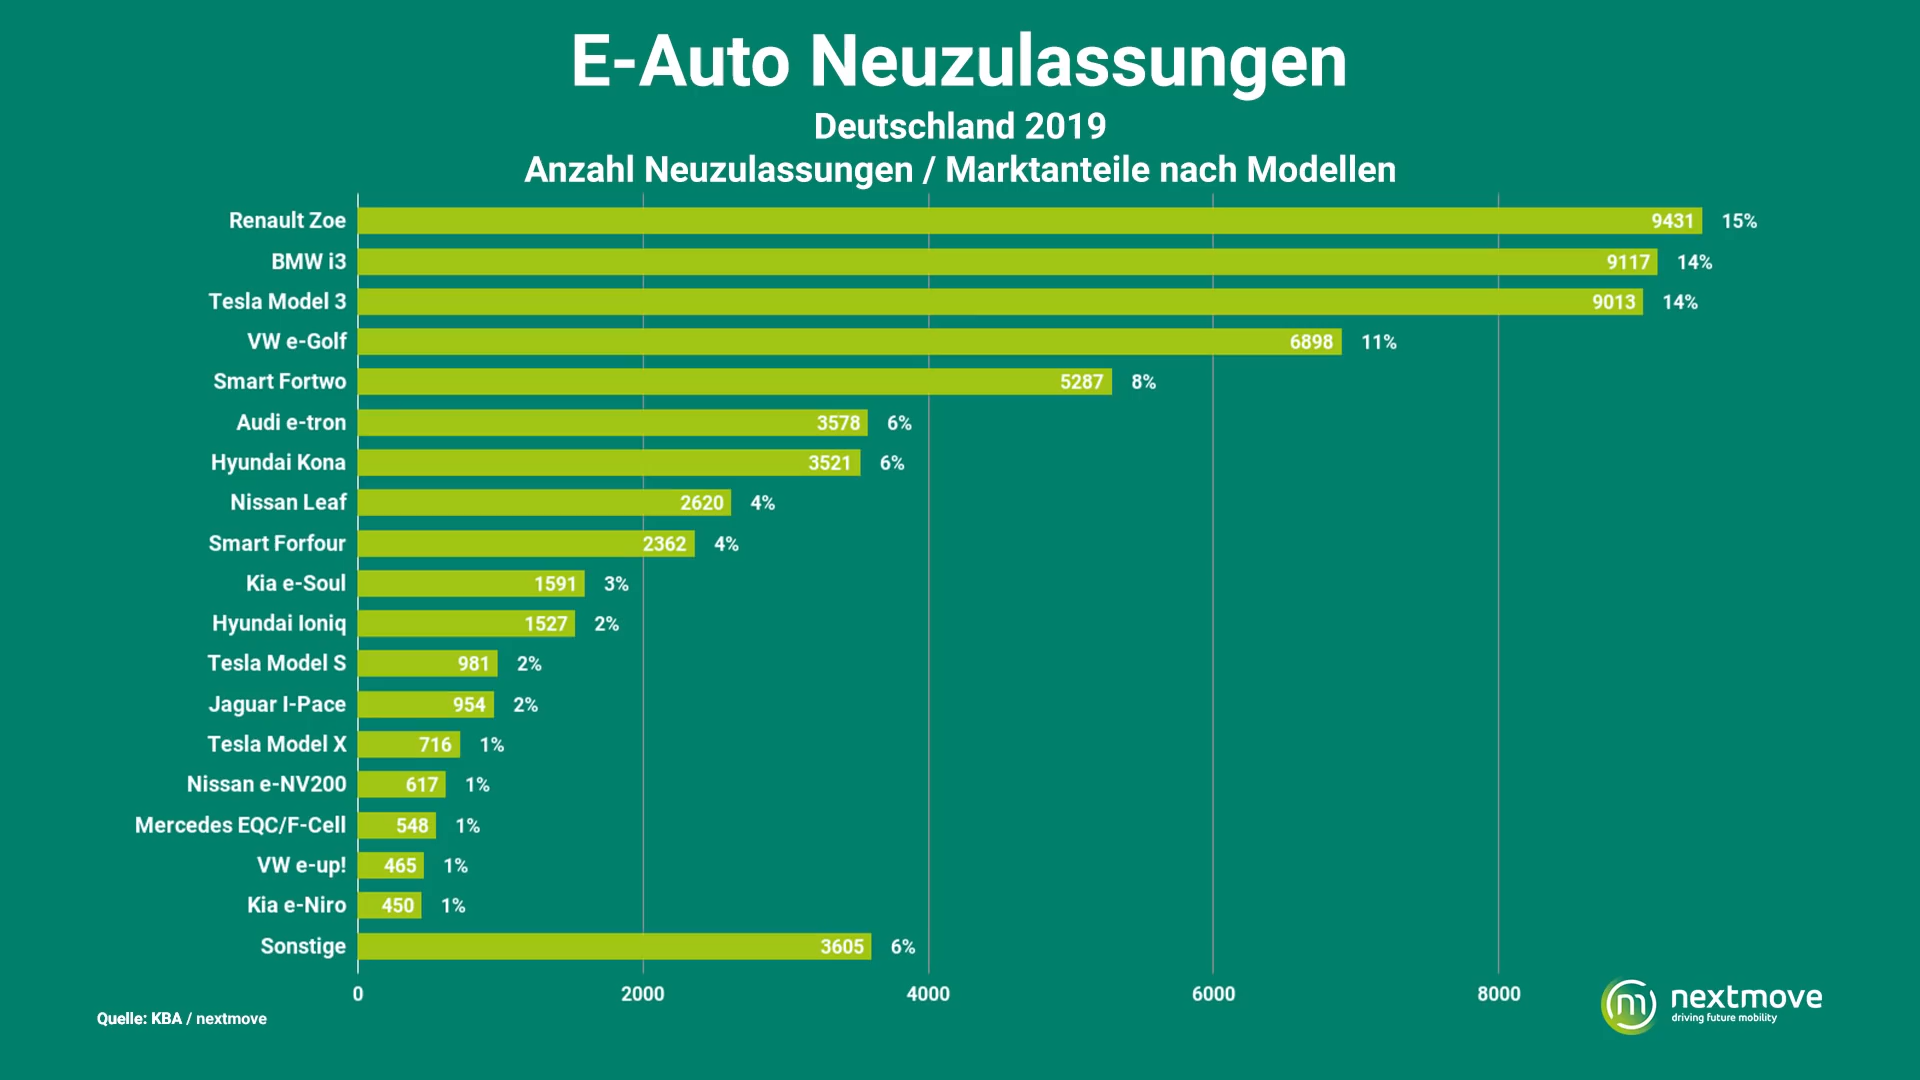 E-Auto Neuzulassungen
Deutschland 2019
Anzahl Neuzulassungen / Marktanteile nach Modellen
Renault Zoe 9431 15%
BMW i3 9117 14%
Tesla Model 3 9013 14%
VW e-Golf 6898 11%
Smart Fortwo 5287 8%
Audi e-tron 3578 6%
Hyundai Kona 3521 6%
Nissan Leaf 2620 4%
Smart Forfour 2362 4%
Kia e-Soul 1591 3%
Hyundai Ioniq 1527 2%
Tesla Model S 981 2%
Jaguar I-Pace 954 2%
Tesla Model X 716 1%
Nissan e-NV200 617 1%
Mercedes EQC/F-Cell 548 1%
VW e-up! 465 1%
Kia e-Niro 450 1%
Sonstige 3605 6%
0 2000 4000 6000 8000
Quelle: KBA / nextmove
m nextmove
driving future mobility